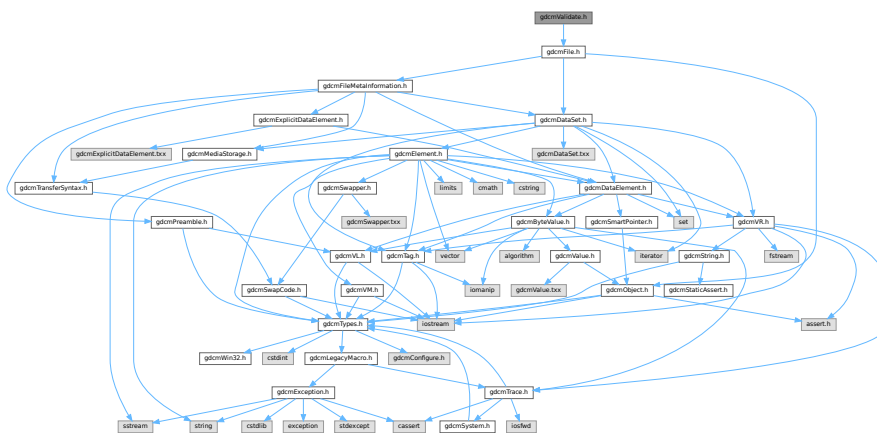 gdcmValidate.h
gdcmFile.h
gdcmFileMetaInformation.h
gdcmExplicitDataElement.h
gdcmDataSet.h
gdcmExplicitDataElement.txx
gdcmMediaStorage.h
gdcmElement.h
gdcmDataSet.txx
gdcmTransferSyntax.h
gdcmSwapper.h
limits
cmath
cstring
gdcmDataElement.h
gdcmPreamble.h
gdcmSwapper.txx
gdcmByteValue.h
gdcmSmartPointer.h
set
gdcmVR.h
gdcmVL.h
gdcmTag.h
vector
algorithm
gdcmValue.h
iterator
gdcmString.h
fstream
gdcmSwapCode.h
gdcmVM.h
iomanip
gdcmValue.txx
gdcmObject.h
gdcmStaticAssert.h
gdcmTypes.h
iostream
assert.h
gdcmWin32.h
cstdint
gdcmLegacyMacro.h
gdcmConfigure.h
gdcmException.h
gdcmTrace.h
sstream
string
cstdlib
exception
stdexcept
cassert
gdcmSystem.h
iosfwd